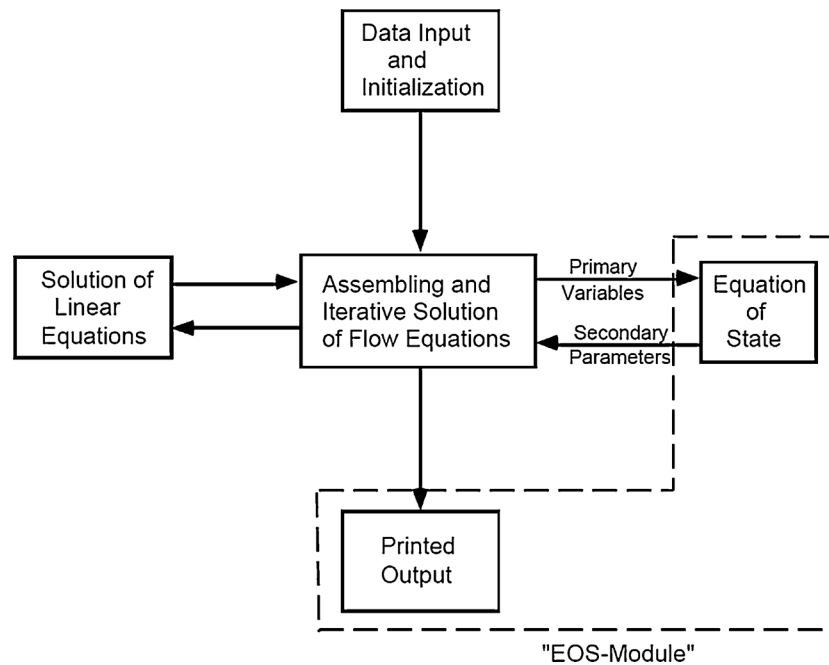 Data Input
and
Initialization
Solution of
Linear
Equations
Assembling and
Iterative Solution
of Flow Equations
Primary
Variables
Secondary
Parameters
Equation
of
State
Printed
Output
"EOS-Module"